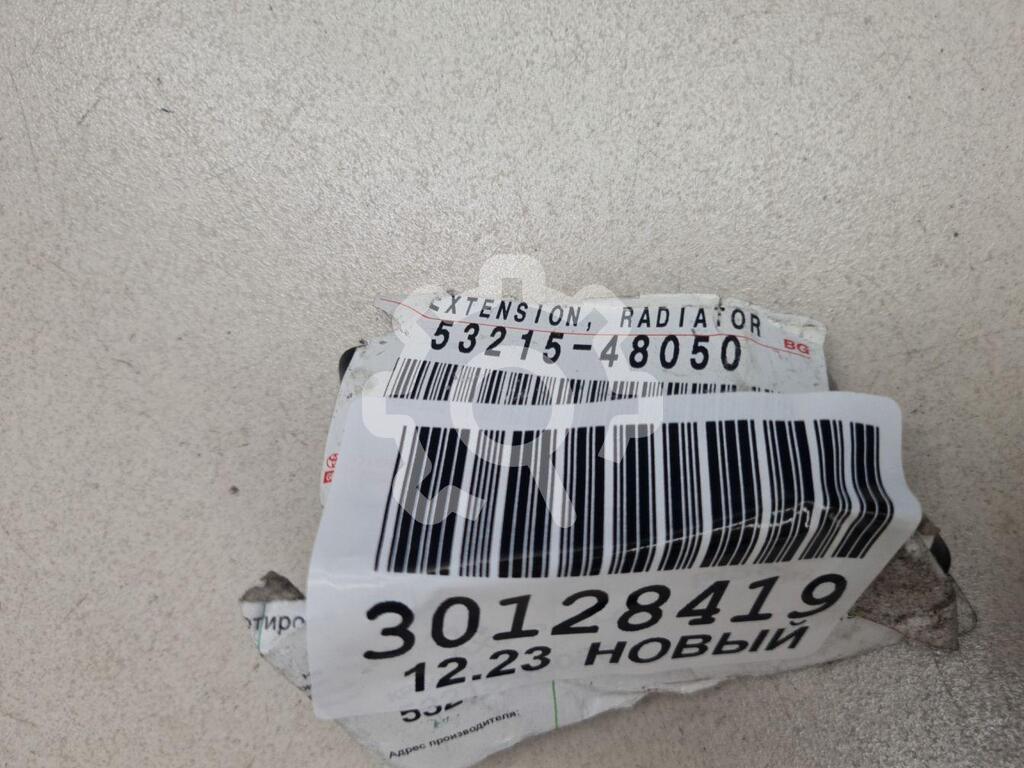 EXTENSION, RADIATOR
53215-48050
BG
30128419
12.23 НОВЫЙ
Адрес производителя: